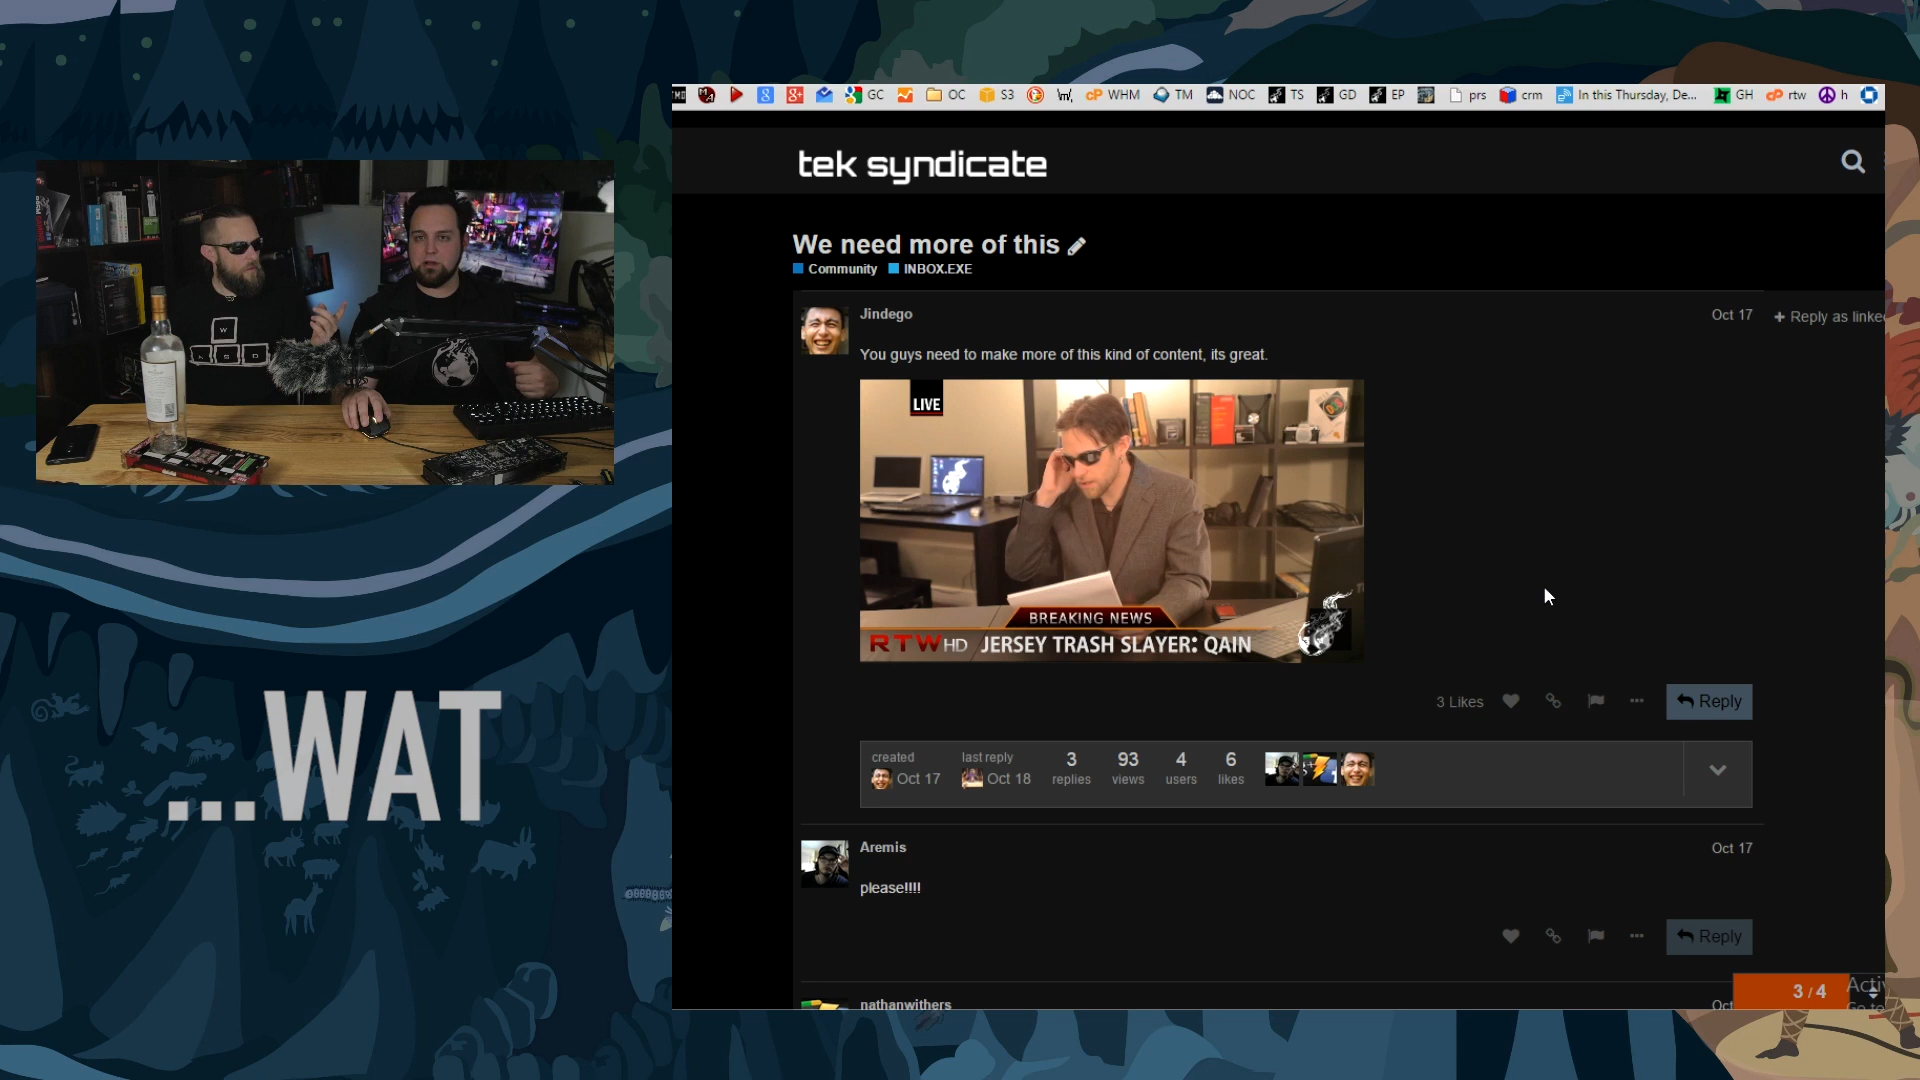 GC
OC
S3
WHM
TM
NOC
TS
GD
EP
prs
crm
In this Thursday, De...
GH
rtw
h
tek syndicate
We need more of this
Community
INBOX.EXE
Jindego
Oct 17
+ Reply as linke
You guys need to make more of this kind of content, its great.
LIVE
BREAKING NEWS
RTW HD JERSEY TRASH SLAYER: QAIN
3 Likes
Reply
created
Oct 17
last reply
Oct 18
3
replies
93
views
4
users
6
likes
...WAT
Aremis
Oct 17
please!!!!
Reply
nathanwithers
Oct
3 / 4